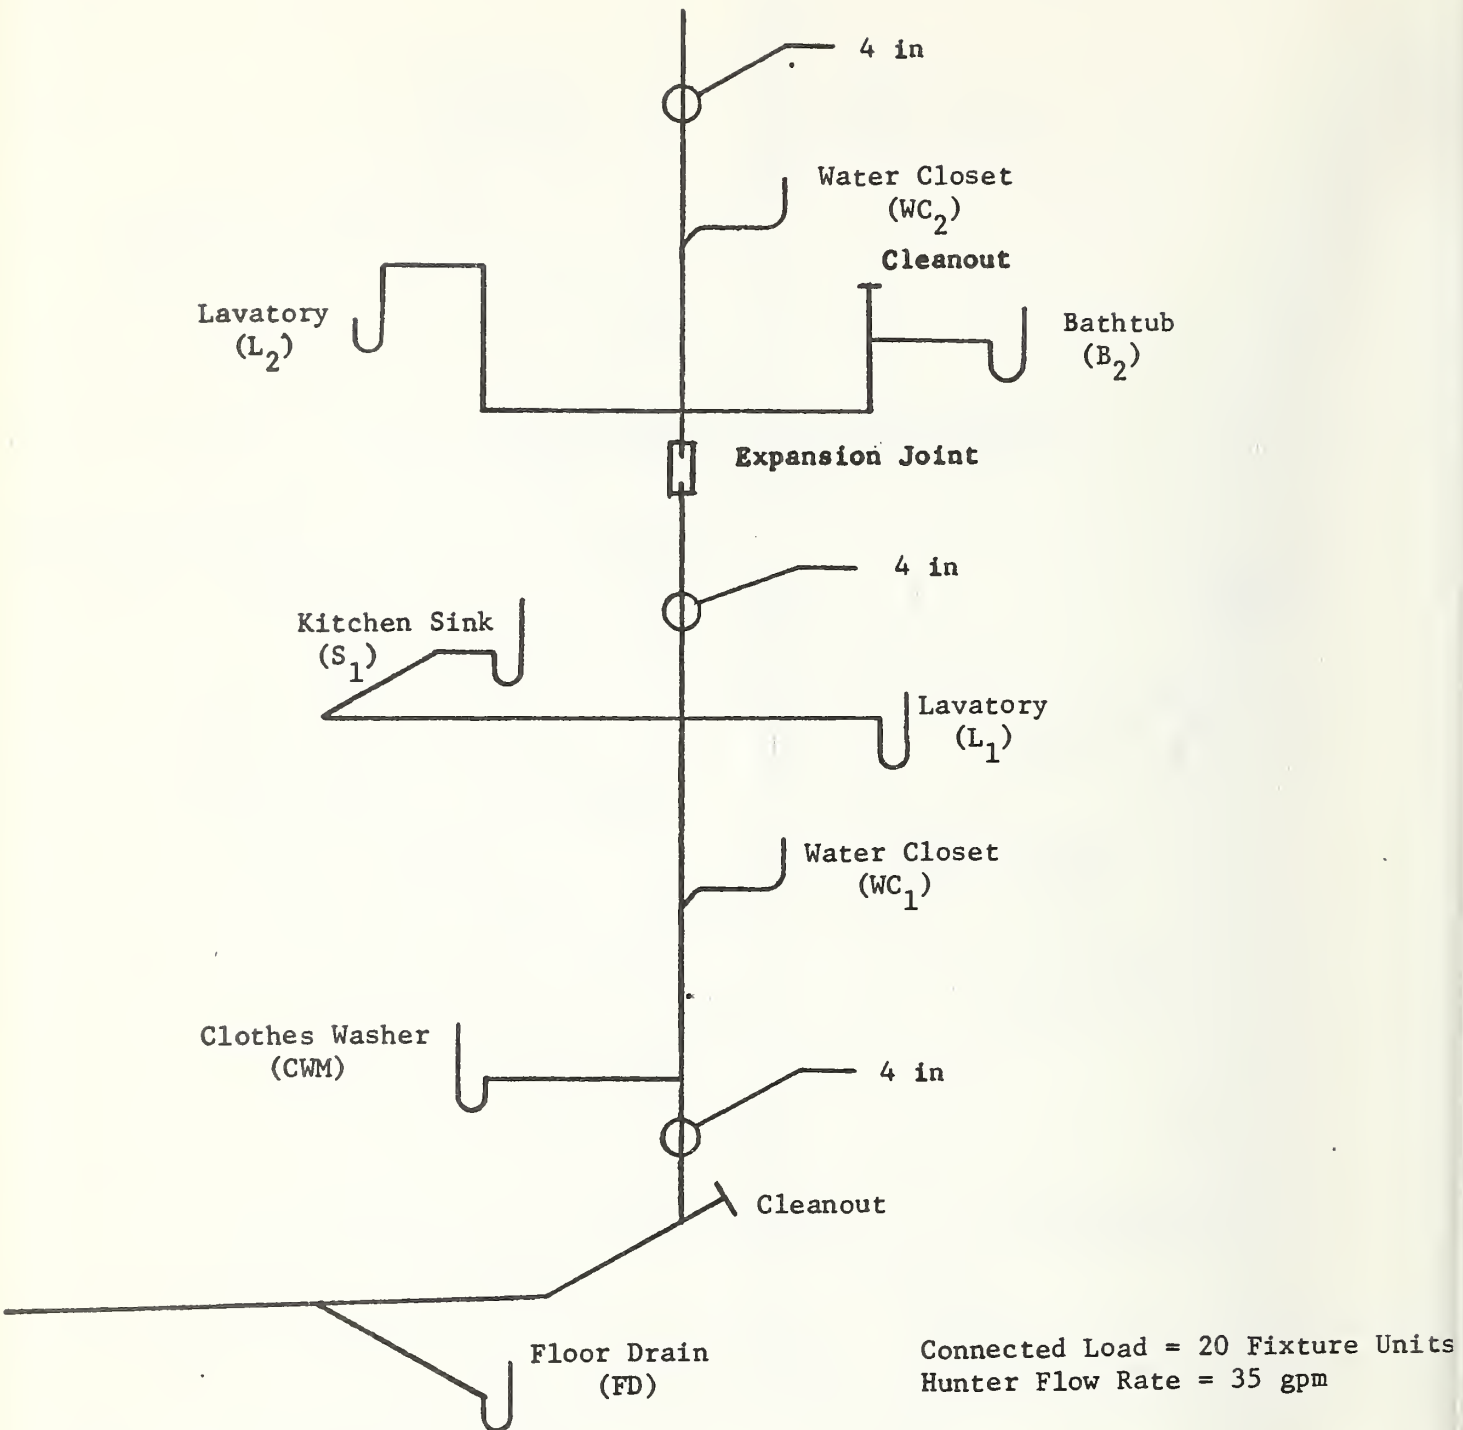 4 in
Water Closet
(WC2)
Cleanout
Lavatory
(L2)
Bathtub
(B2)
Expansion Joint
4 in
Kitchen Sink
(S1)
Lavatory
(L1)
Water Closet
(WC1)
Clothes Washer
(CWM)
4 in
Cleanout
Floor Drain
(FD)
Connected Load = 20 Fixture Units
Hunter Flow Rate = 35 gpm